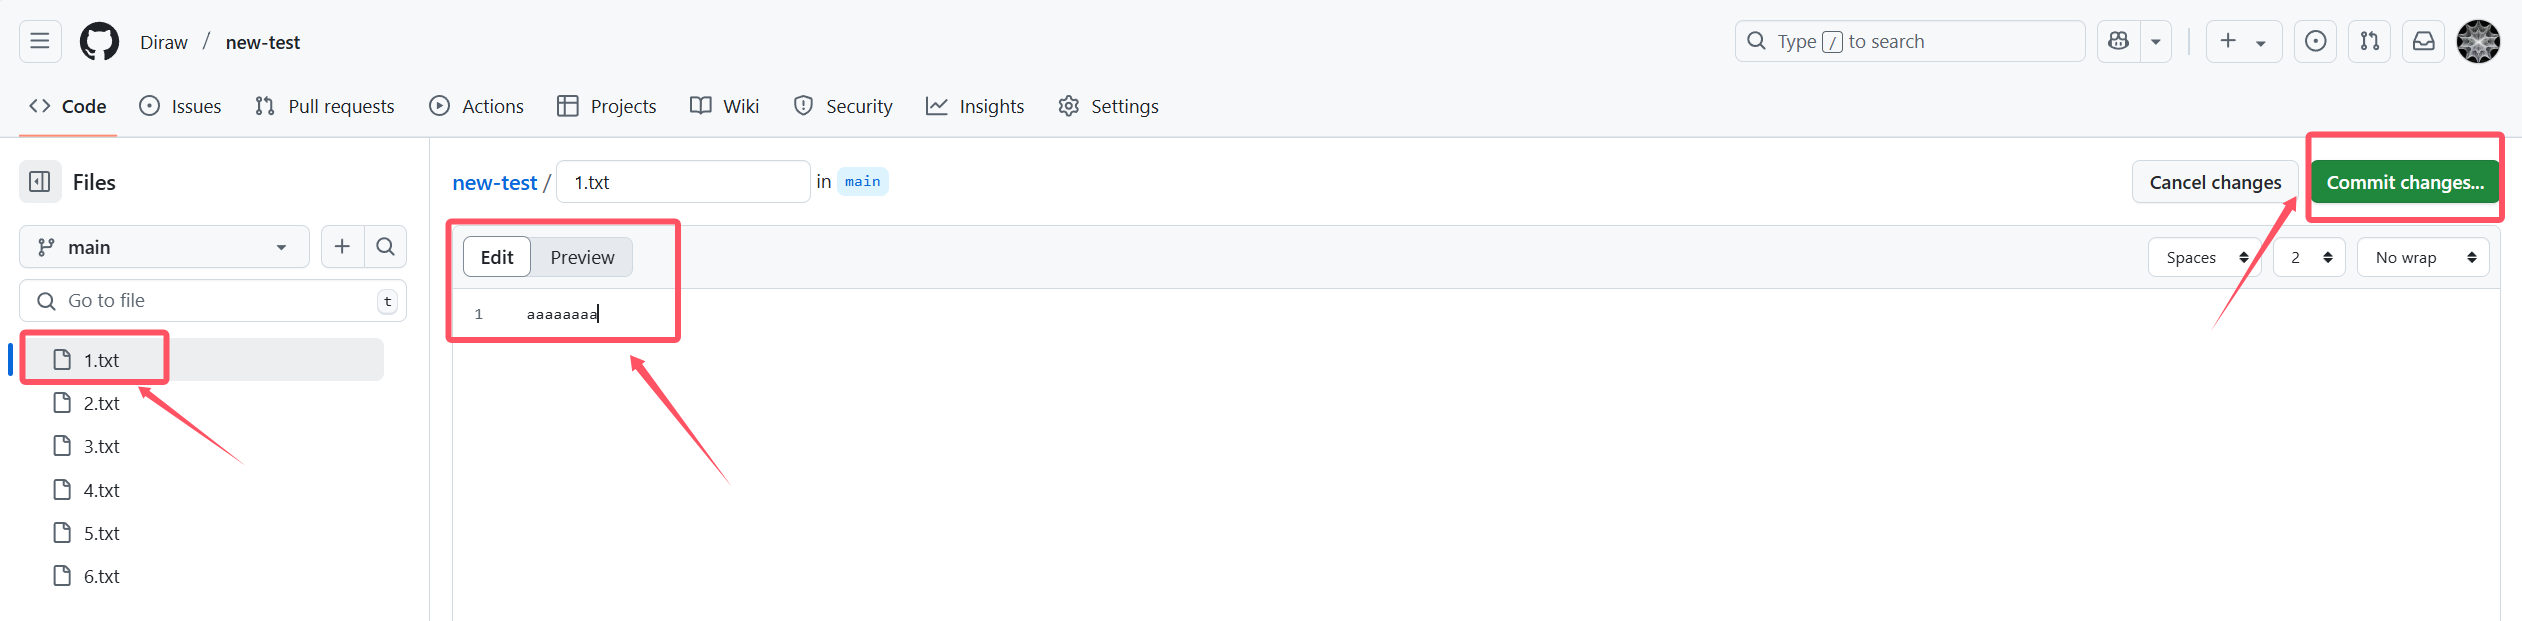 Diraw / new-test
Type / to search
Code Issues Pull requests Actions Projects Wiki Security Insights Settings
Files
new-test / 1.txt in main
Cancel changes Commit changes...
main
Edit Preview
Spaces 2 No wrap
Go to file t
1 aaaaaaaa
1.txt
2.txt
3.txt
4.txt
5.txt
6.txt